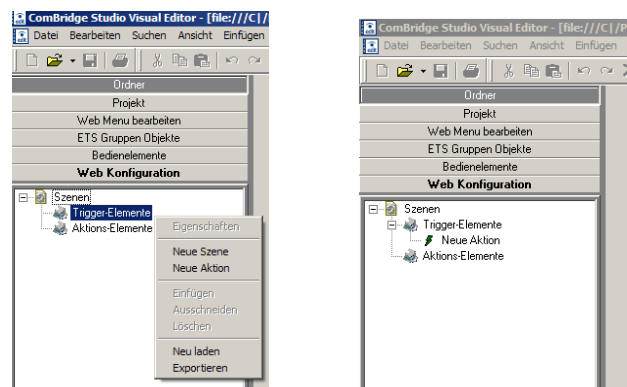 ComBridge Studio Visual Editor - [file:///C|/
Datei Bearbeiten Suchen Ansicht Einfügen
Ordner
Projekt
Web Menu bearbeiten
ETS Gruppen Objekte
Bedienelemente
Web Konfiguration
Szenen
Trigger-Elemente
Aktions-Elemente
Eigenschaften
Neue Szene
Neue Aktion
Einfügen
Ausschneiden
Löschen
Neu laden
Exportieren
ComBridge Studio Visual Editor - [file:///C|/P
Datei Bearbeiten Suchen Ansicht Einfügen
Ordner
Projekt
Web Menu bearbeiten
ETS Gruppen Objekte
Bedienelemente
Web Konfiguration
Szenen
Trigger-Elemente
Neue Aktion
Aktions-Elemente